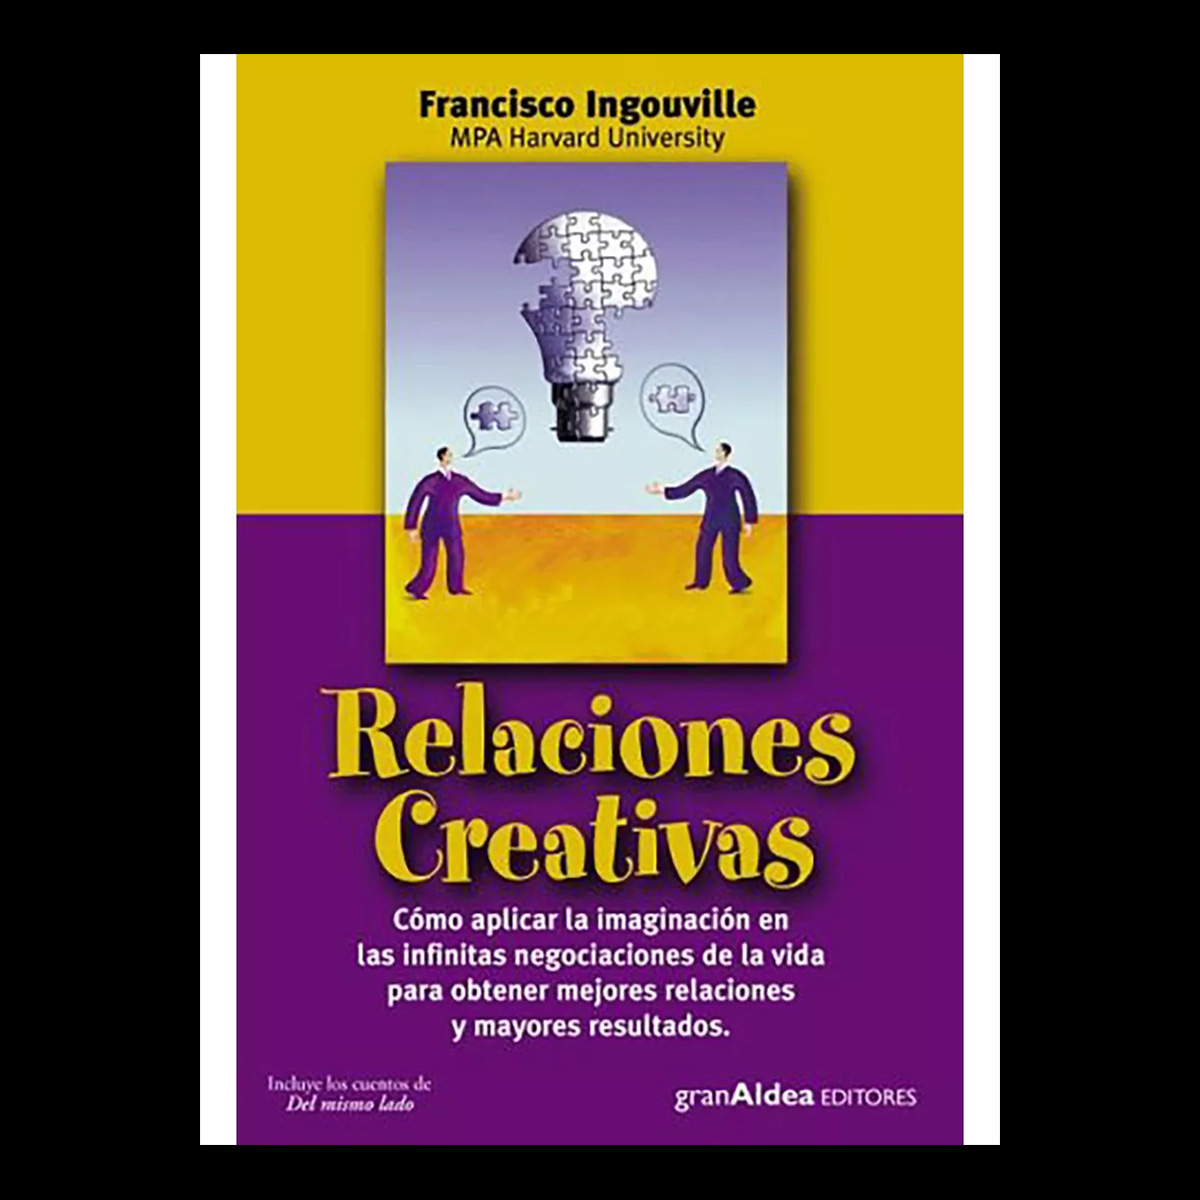 Francisco Ingouville
MPA Harvard University
Relaciones
Creativas
Cómo aplicar la imaginación en
las infinitas negociaciones de la vida
para obtener mejores relaciones
y mayores resultados.
Incluye los cuentos de
Del mismo lado
granAldea EDITORES